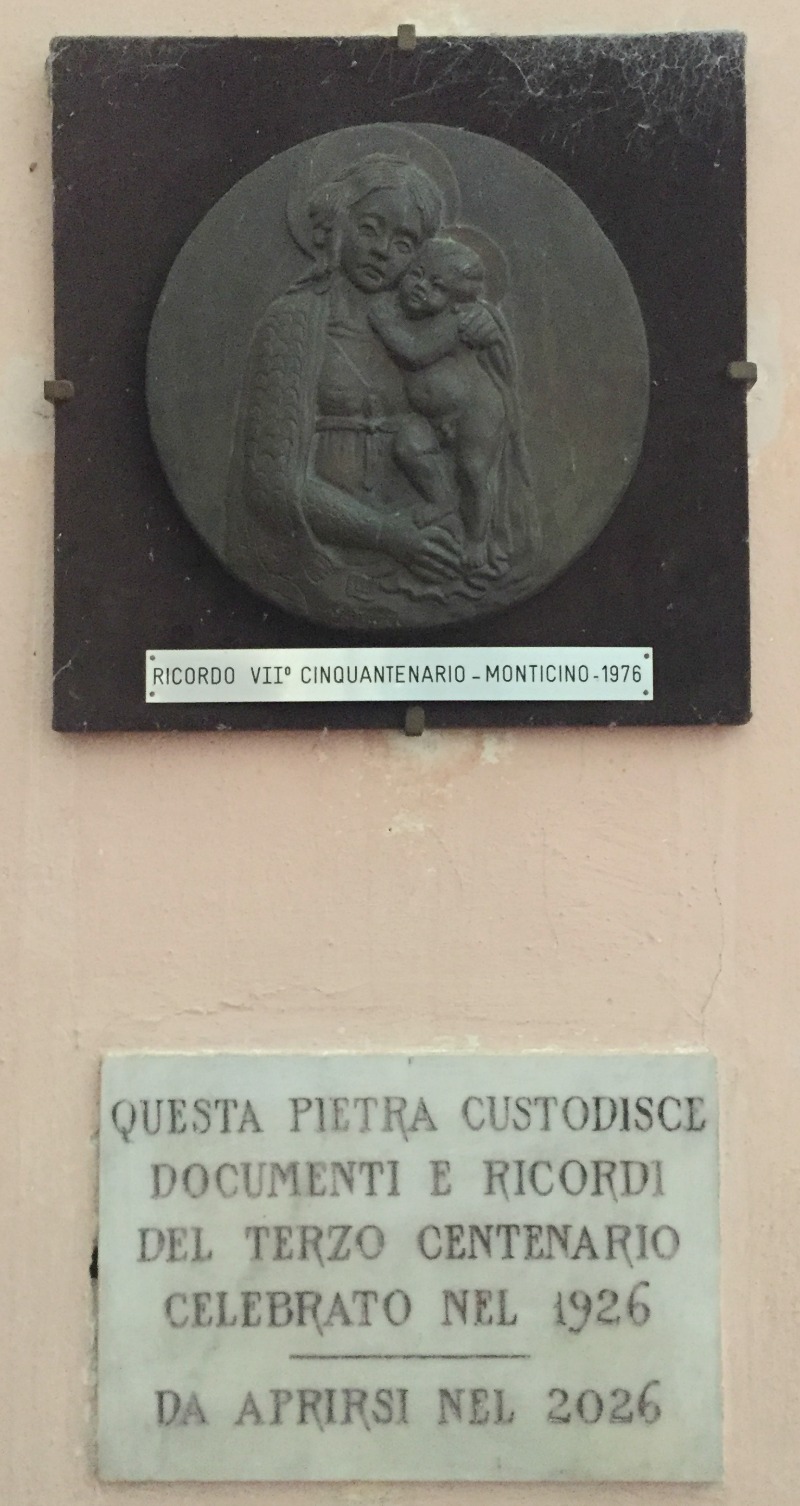 RICORDO VIIº CINQUANTENARIO - MONTICINO - 1976
QUESTA PIETRA CUSTODISCE
DOCUMENTI E RICORDI
DEL TERZO CENTENARIO
CELEBRATO NEL 1926
DA APRIRSI NEL 2026